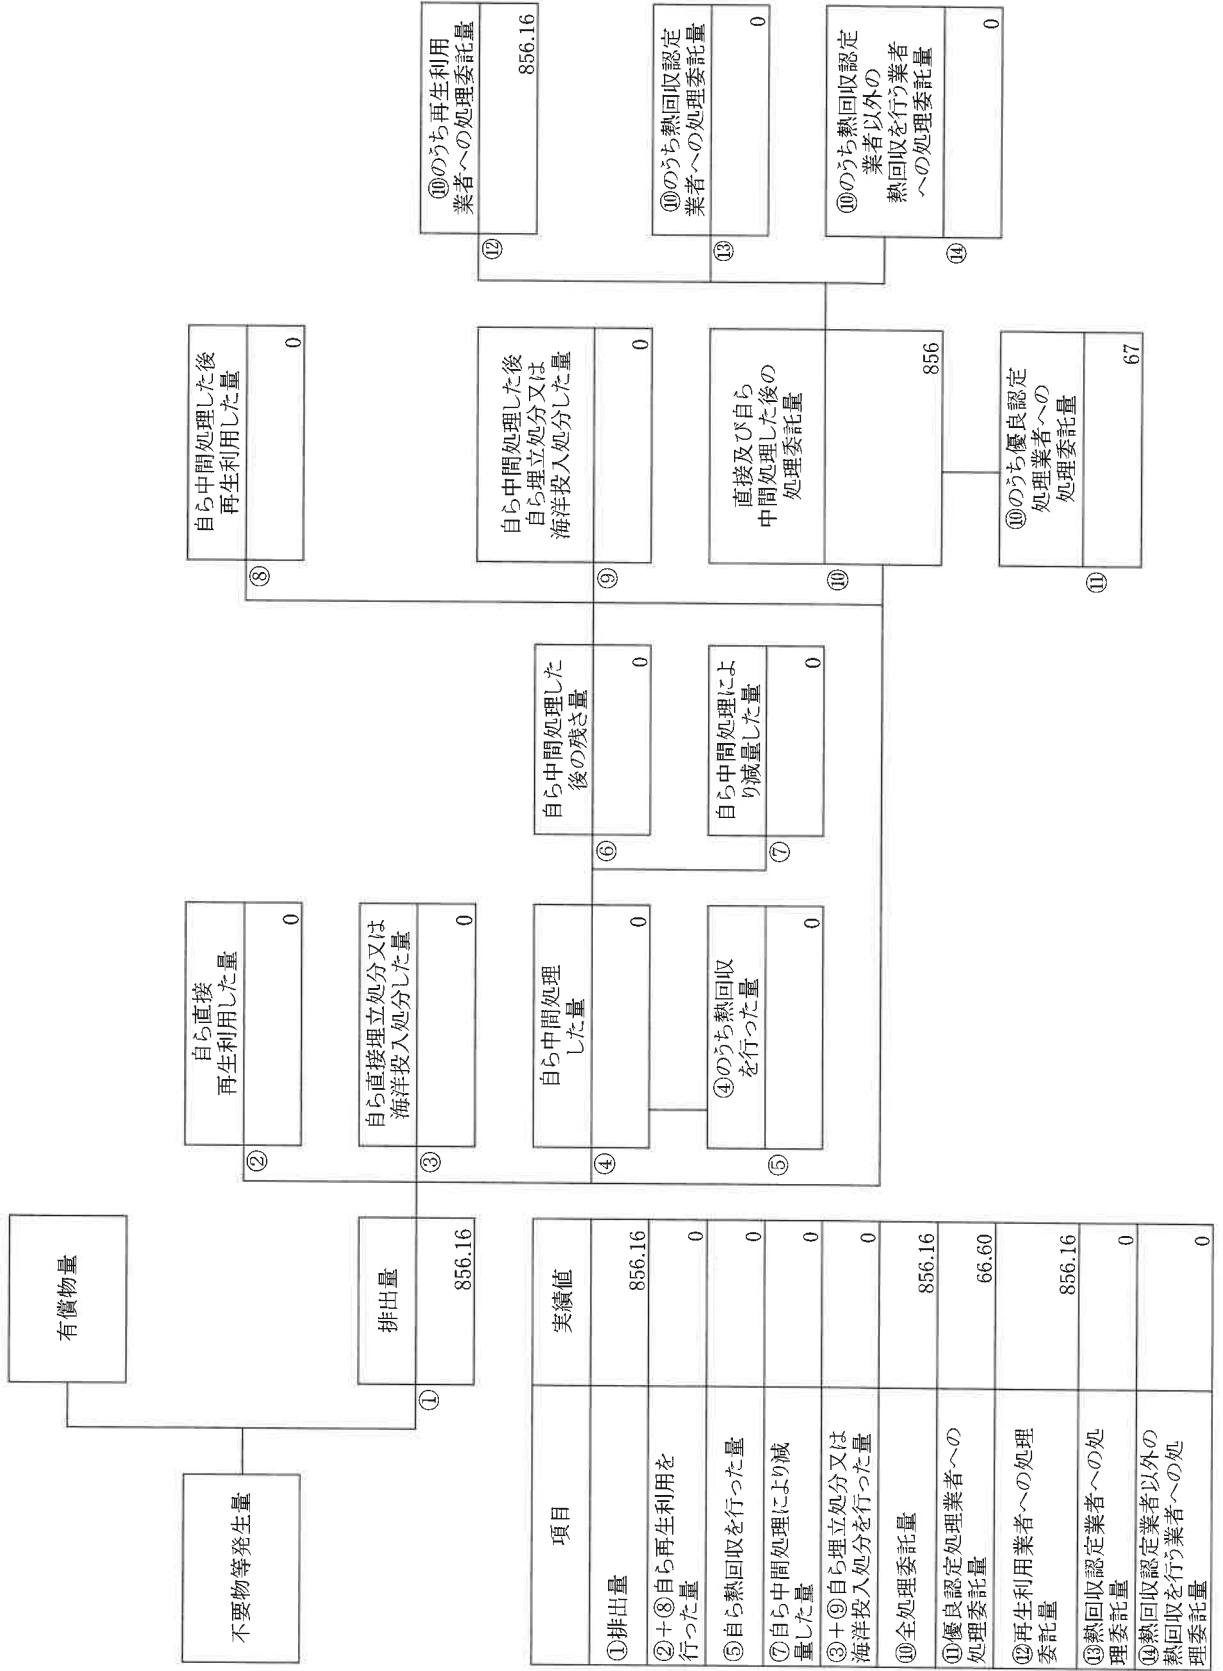 不要物等発生量
有償物量
排出量
①
856.16
自ら直接
再生利用した量
②
0
自ら直接埋立処分又は
海洋投入処分した量
③
0
自ら中間処理
した量
④
0
④のうち熱回収
を行った量
⑤
0
自ら中間処理した
後の残さ量
⑥
0
自ら中間処理によ
り減量した量
⑦
0
自ら中間処理した後
再生利用した量
⑧
0
自ら中間処理した後
自ら埋立処分又は
海洋投入処分した量
⑨
0
直接及び自ら
中間処理した後の
処理委託量
⑩
856
⑩のうち優良認定
処理業者への
処理委託量
⑪
67
⑩のうち再生利用
業者への処理委託量
⑫
856.16
⑩のうち熱回収認定
業者への処理委託量
⑬
0
⑩のうち熱回収認定
業者以外の
熱回収を行う業者
への処理委託量
⑭
0
項目 実績値
①排出量 856.16
②+⑧自ら再生利用を
行った量 0
⑤自ら熱回収を行った量 0
⑦自ら中間処理により減
量した量 0
③+⑨自ら埋立処分又は
海洋投入処分を行った量 0
⑩全処理委託量 856.16
⑪優良認定処理業者への
処理委託量 66.60
⑫再生利用業者への処理
委託量 856.16
⑬熱回収認定業者への処
理委託量 0
⑭熱回収認定業者以外の
熱回収を行う業者への処
理委託量 0